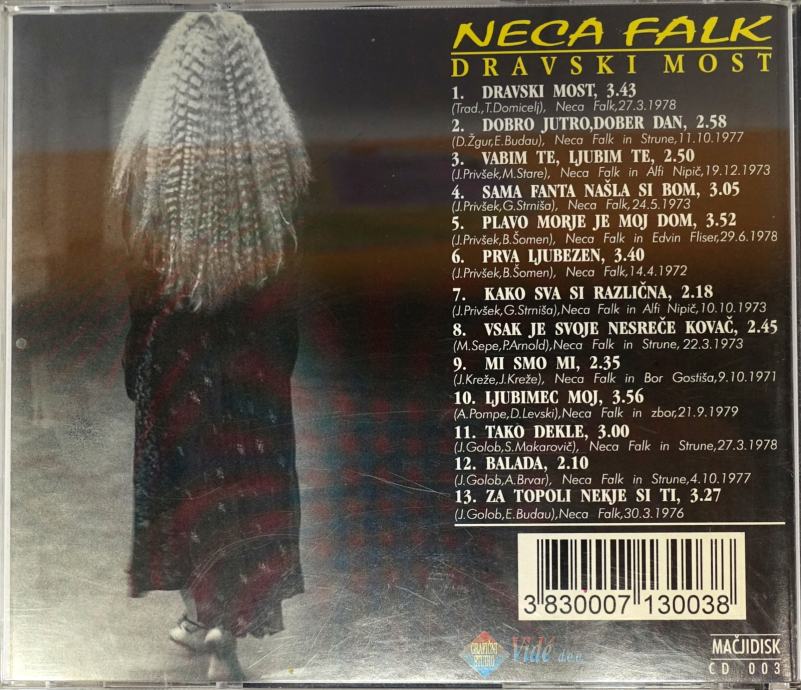 NECA FALK
DRAVSKI MOST
1. DRAVSKI MOST, 3.43
(Trad.,T.Domicelj), Neca Falk,27.3.1978
2. DOBRO JUTRO,DOBER DAN, 2.58
(D.Žgur,E.Budau), Neca Falk in Strune,11.10.1977
3. VABIM TE, LJUBIM TE, 2.50
(J.Privšek,M.Stare), Neca Falk in Alfi Nipič,19.12.1973
4. SAMA FANTA NAŠLA SI BOM, 3.05
(J.Privšek,G.Strniša), Neca Falk,24.5.1973
5. PLAVO MORJE JE MOJ DOM, 3.52
(J.Privšek,B.Šomen), Neca Falk in Edvin Fliser,29.6.1978
6. PRVA LJUBEZEN, 3.40
(J.Privšek,B.Šomen), Neca Falk,14.4.1972
7. KAKO SVA SI RAZLIČNA, 2.18
(J.Privšek,G.Strniša),Neca Falk in Alfi Nipič,10.10.1973
8. VSAK JE SVOJE NESREČE KOVAČ, 2.45
(M.Sepe,P.Arnold),Neca Falk in Strune, 22.3.1973
9. MI SMO MI, 2.35
(J.Kreže,J.Kreže), Neca Falk in Bor Gostiša,9.10.1971
10. LJUBIMEC MOJ, 3.56
(A.Pompe,D.Levski),Neca Falk in zbor,21.9.1979
11. TAKO DEKLE, 3.00
(J.Golob,S.Makarovič), Neca Falk in Strune,27.3.1978
12. BALADA, 2.10
(J.Golob,A.Brvar), Neca Falk in Strune,4.10.1977
13. ZA TOPOLI NEKJE SI TI, 3.27
(J.Golob,E.Budau),Neca Falk,30.3.1976
3 830007 130038
GRAFIČNI
STUDIO
Vidé d.o.o.
MAČJIDISK
CD 003